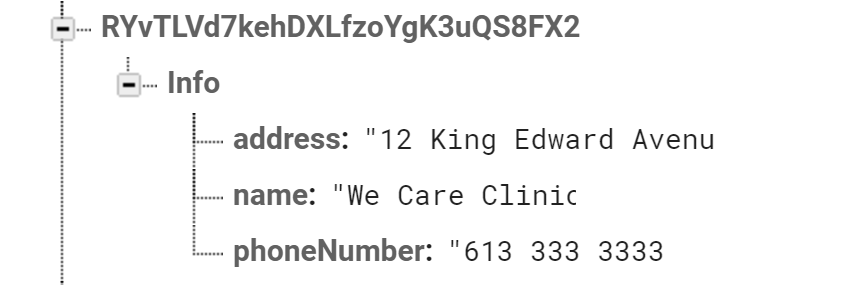 RYvTLVd7kehDXLfzoYgK3uQS8FX2
Info
address: "12 King Edward Avenu
name: "We Care Clinic
phoneNumber: "613 333 3333